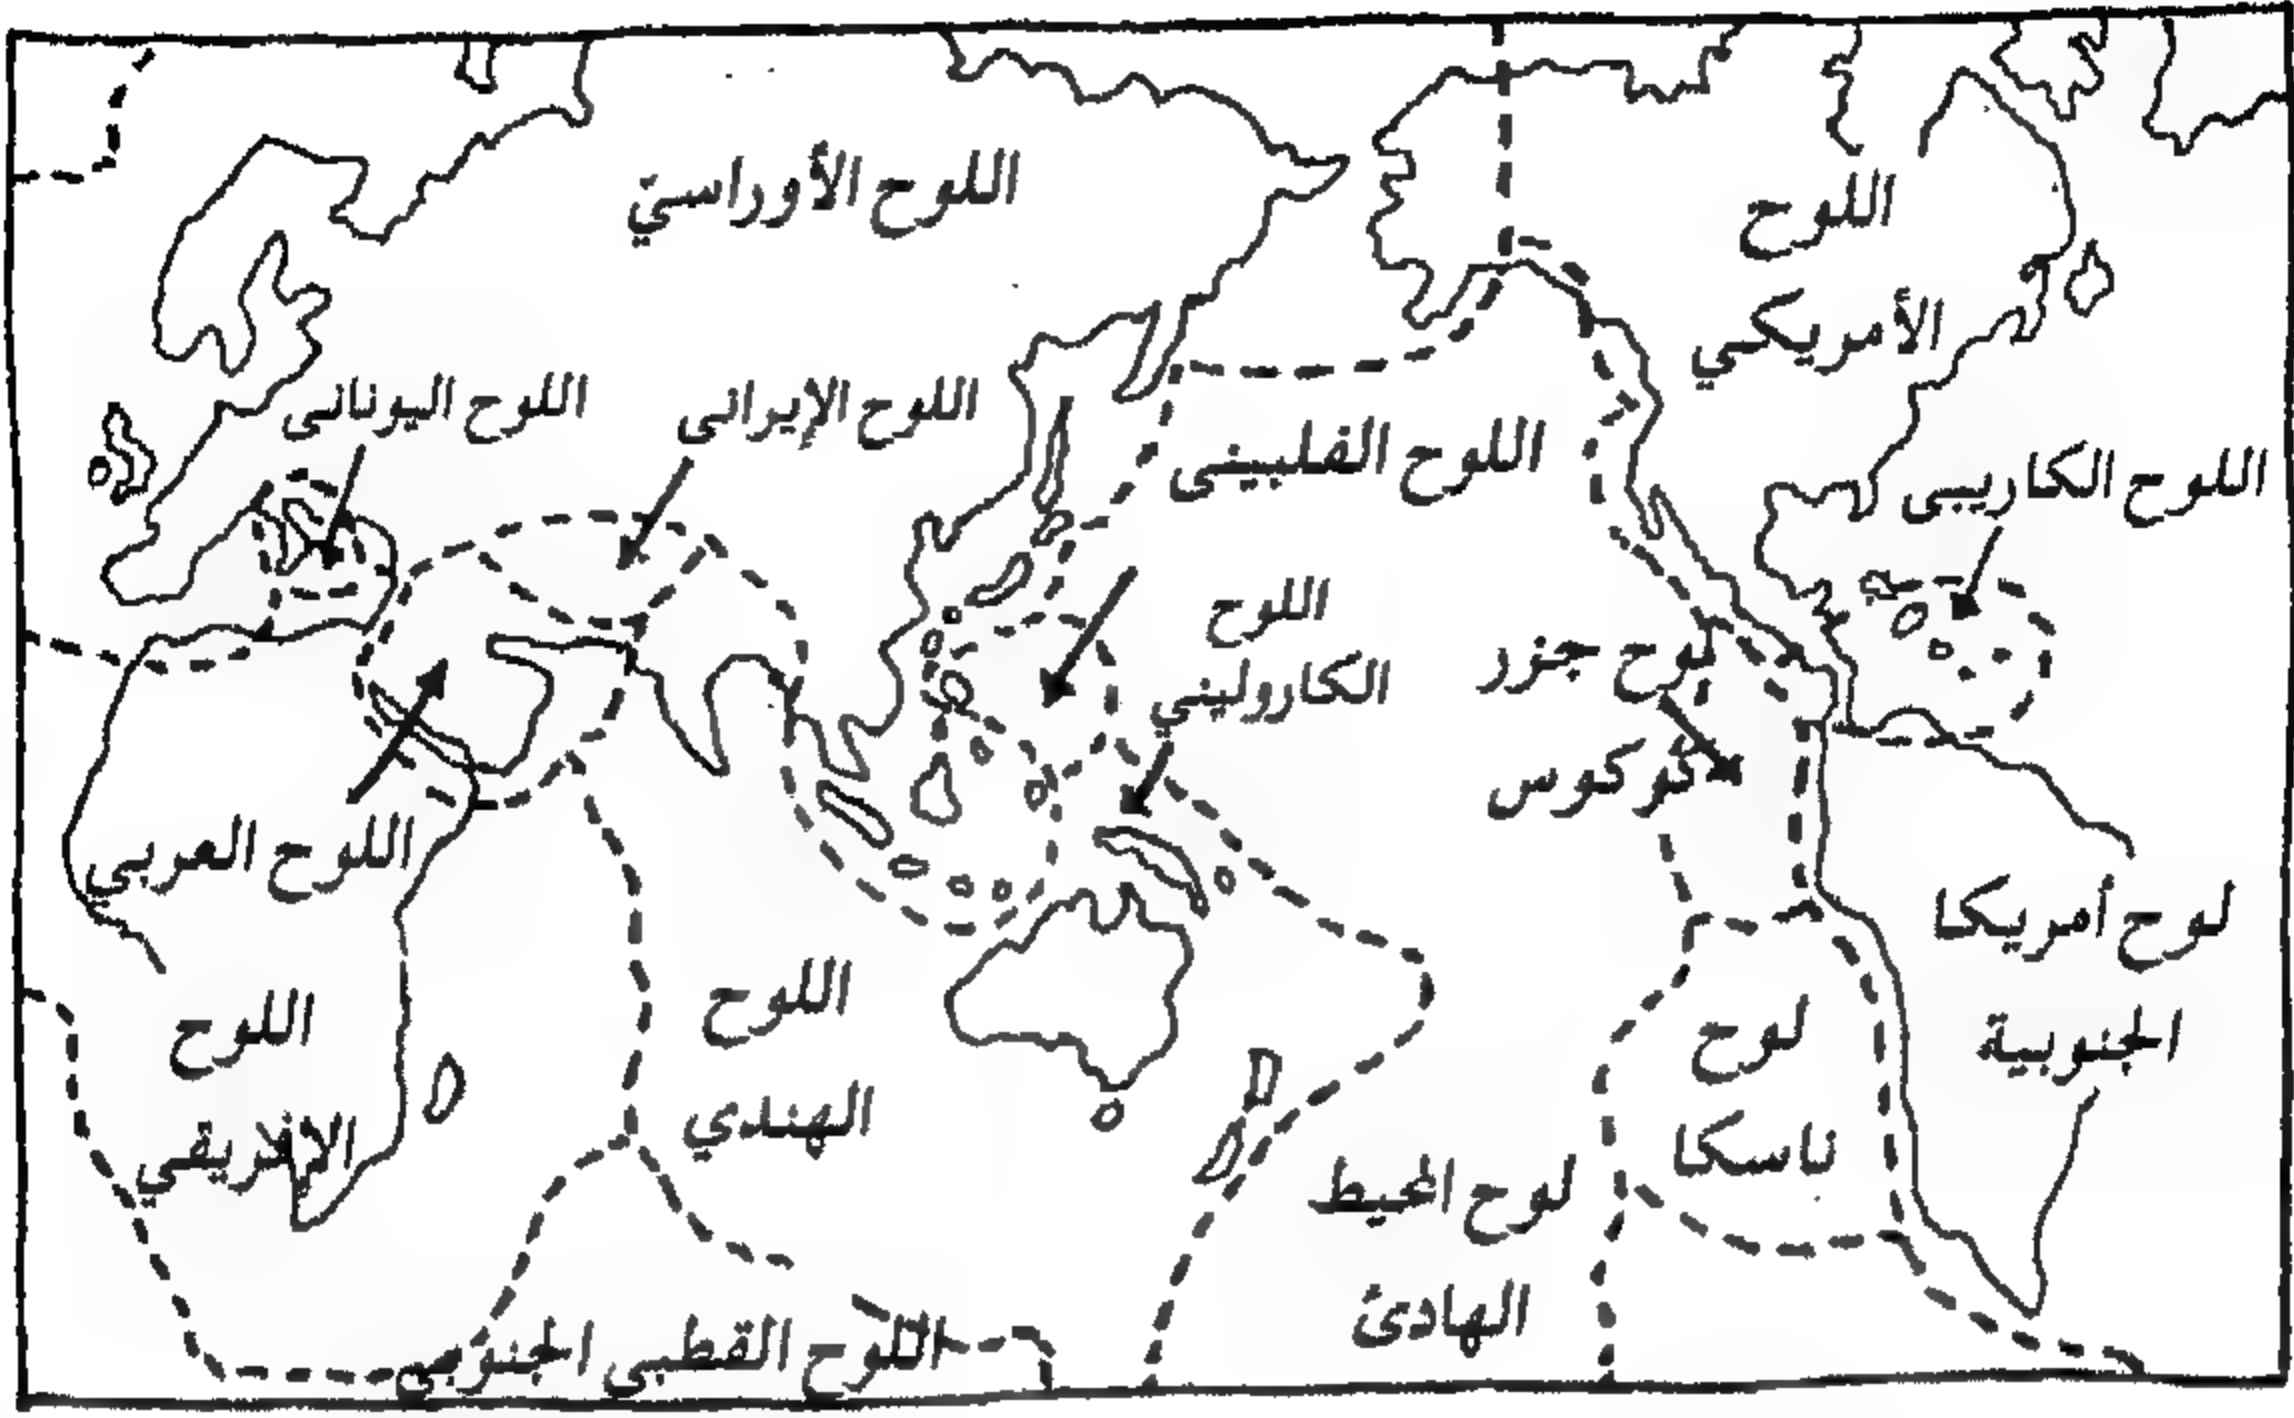 اللوح الأوراسي
اللوح
الأمريكي
اللوح اليوناني
اللوح الإيراني
اللوح الفلبيني
اللوح الكاريبي
اللوح
الكاروليني
لوح جزر
كوكوس
اللوح العربي
لوح أمريكا
الجنوبية
اللوح
الافريقي
اللوح
الهندي
لوح
ناسكا
لوح المحيط
الهادئ
اللوح القطبي الجنوبي